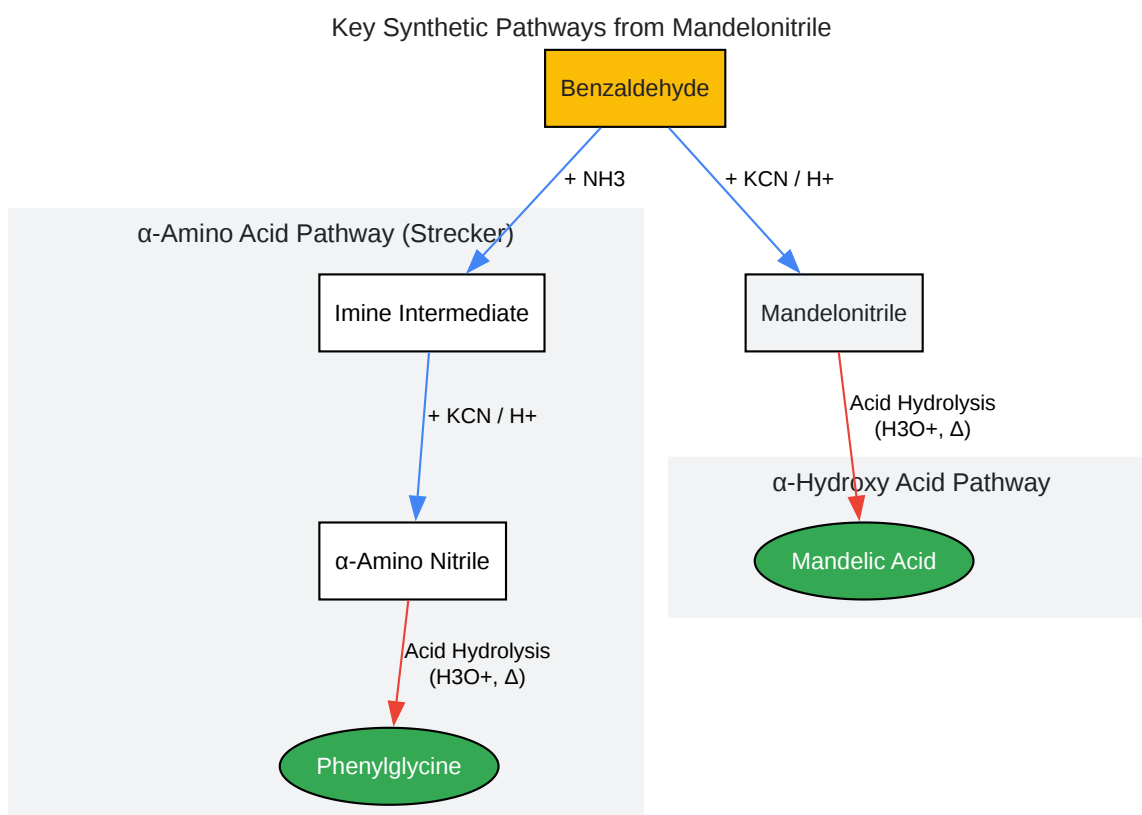 Key Synthetic Pathways from Mandelonitrile
Benzaldehyde
+ NH3
+ KCN / H+
α-Amino Acid Pathway (Strecker)
Imine Intermediate
Mandelonitrile
+ KCN / H+
Acid Hydrolysis
(H3O+, Δ)
α-Hydroxy Acid Pathway
α-Amino Nitrile
Mandelic Acid
Acid Hydrolysis
(H3O+, Δ)
Phenylglycine